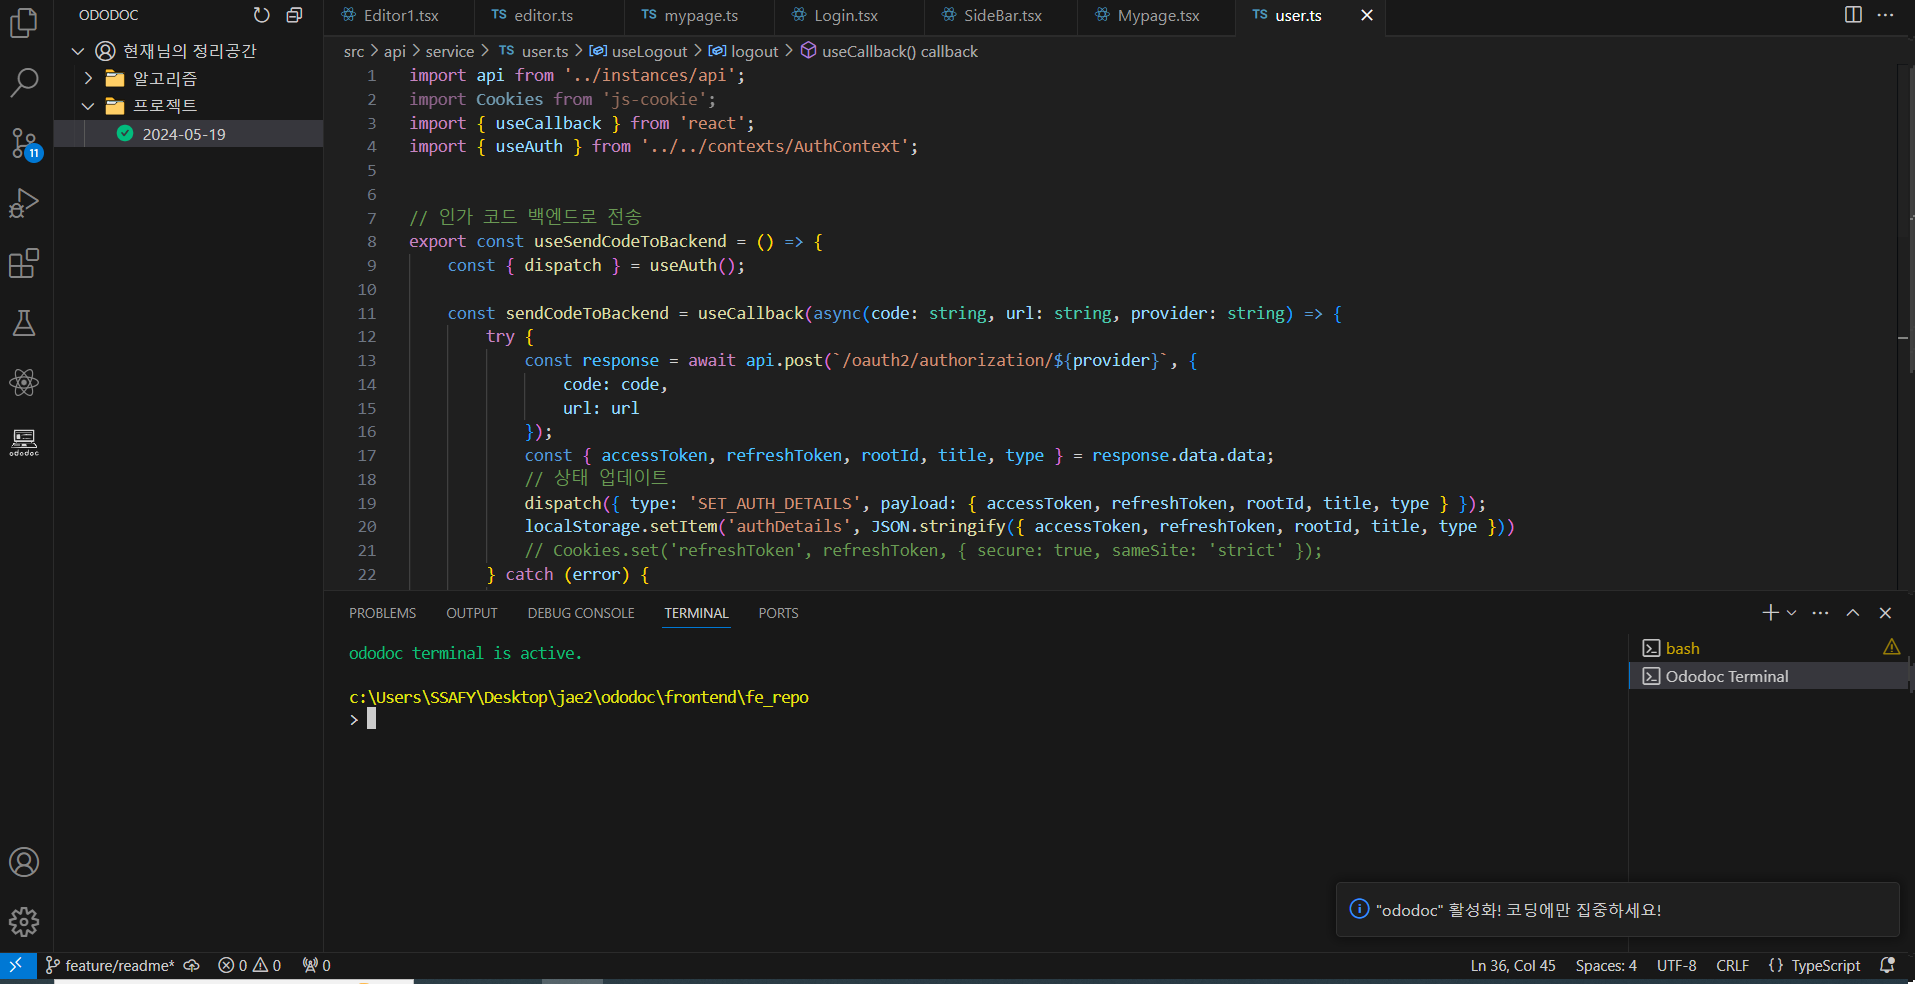 ODODOC
현재님의 정리공간
알고리즘
프로젝트
2024-05-19
11
ododoc
Editor1.tsx
TS editor.ts
TS mypage.ts
Login.tsx
SideBar.tsx
Mypage.tsx
TS user.ts
src > api > service > TS user.ts > useLogout > logout > useCallback() callback
1 import api from '../instances/api';
2 import Cookies from 'js-cookie';
3 import { useCallback } from 'react';
4 import { useAuth } from '../../contexts/AuthContext';
5
6
7 // 인가 코드 백엔드로 전송
8 export const useSendCodeToBackend = () => {
9 const { dispatch } = useAuth();
10
11 const sendCodeToBackend = useCallback(async(code: string, url: string, provider: string) => {
12 try {
13 const response = await api.post(`/oauth2/authorization/${provider}`, {
14 code: code,
15 url: url
16 });
17 const { accessToken, refreshToken, rootId, title, type } = response.data.data;
18 // 상태 업데이트
19 dispatch({ type: 'SET_AUTH_DETAILS', payload: { accessToken, refreshToken, rootId, title, type } });
20 localStorage.setItem('authDetails', JSON.stringify({ accessToken, refreshToken, rootId, title, type }))
21 // Cookies.set('refreshToken', refreshToken, { secure: true, sameSite: 'strict' });
22 } catch (error) {
PROBLEMS OUTPUT DEBUG CONSOLE TERMINAL PORTS
ododoc terminal is active.
c:\Users\SSAFY\Desktop\jae2\ododoc\frontend\fe_repo
>
bash
Ododoc Terminal
"ododoc" 활성화! 코딩에만 집중하세요!
feature/readme* 0 0 0
Ln 36, Col 45 Spaces: 4 UTF-8 CRLF {} TypeScript